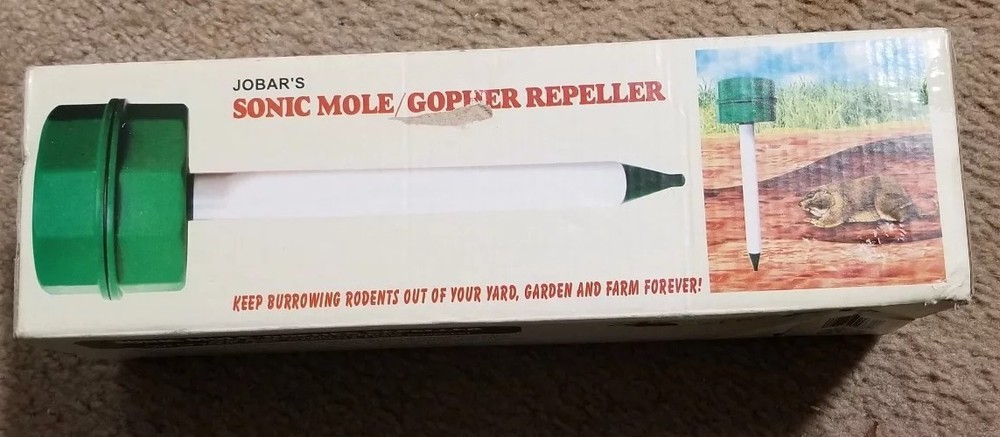 JOBAR'S
SONIC MOLE/GOPHER REPELLER
KEEP BURROWING RODENTS OUT OF YOUR YARD, GARDEN AND FARM FOREVER!